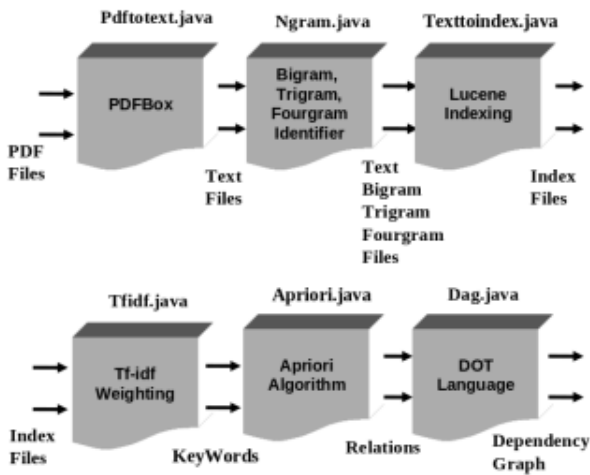 Pdftotext.java
Ngram.java
Texttoindex.java
PDFBox
Bigram,
Trigram,
Fourgram
Identifier
Lucene
Indexing
PDF
Files
Text
Files
Text
Bigram
Trigram
Fourgram
Files
Index
Files
Tfidf.java
Apriori.java
Dag.java
Tf-idf
Weighting
Apriori
Algorithm
DOT
Language
Index
Files
KeyWords
Relations
Dependency
Graph